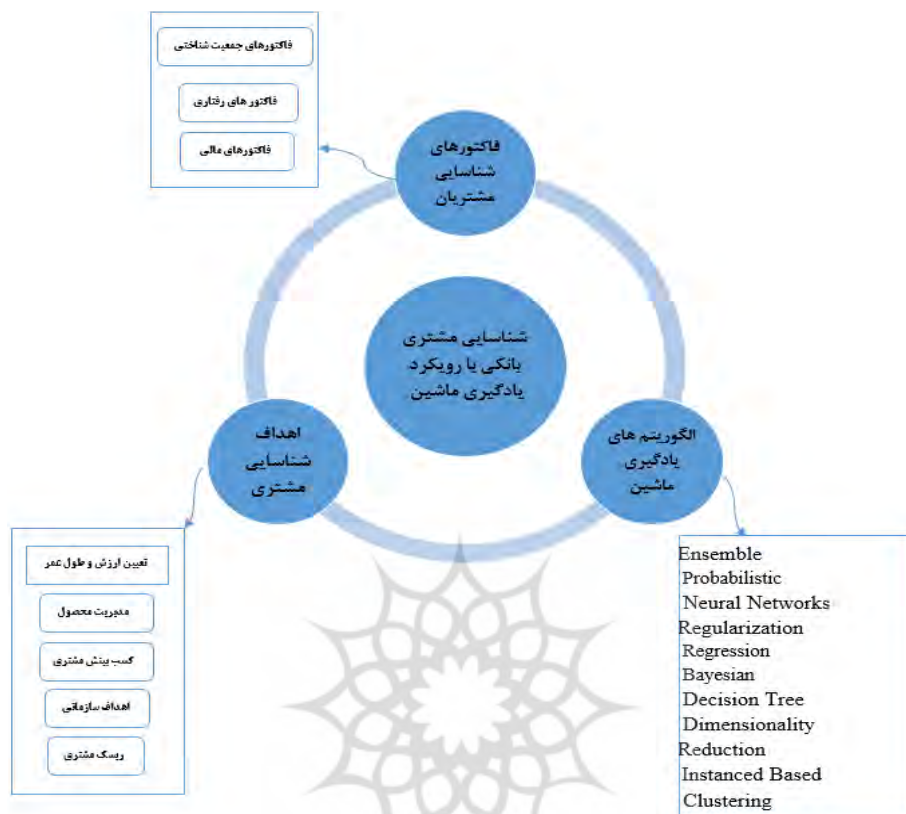 فاکتورهای جمعیت شناختی
فاکتور های رفتاری
فاکتورهای مالی
فاکتورهای
شناسایی
مشتریان
شناسایی مشتری
بانکی با رویکرد
یادگیری ماشین
اهداف
شناسایی
مشتری
الگوریتم های
یادگیری
ماشین
تعیین ارزش و طول عمر
مدیریت محصول
کسب بینش مشتری
اهداف سازمانی
ریسک مشتری
Ensemble
Probabilistic
Neural Networks
Regularization
Regression
Bayesian
Decision Tree
Dimensionality
Reduction
Instanced Based
Clustering